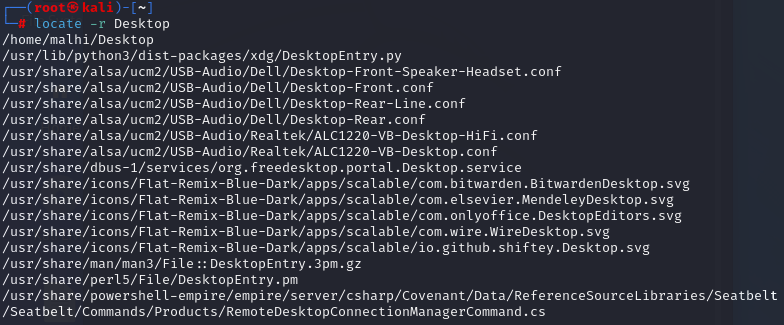 ┌──(root㉿kali)-[~]
└─# locate -r Desktop
/home/malhi/Desktop
/usr/lib/python3/dist-packages/xdg/DesktopEntry.py
/usr/share/alsa/ucm2/USB-Audio/Dell/Desktop-Front-Speaker-Headset.conf
/usr/share/alsa/ucm2/USB-Audio/Dell/Desktop-Front.conf
/usr/share/alsa/ucm2/USB-Audio/Dell/Desktop-Rear-Line.conf
/usr/share/alsa/ucm2/USB-Audio/Dell/Desktop-Rear.conf
/usr/share/alsa/ucm2/USB-Audio/Realtek/ALC1220-VB-Desktop-HiFi.conf
/usr/share/alsa/ucm2/USB-Audio/Realtek/ALC1220-VB-Desktop.conf
/usr/share/dbus-1/services/org.freedesktop.portal.Desktop.service
/usr/share/icons/Flat-Remix-Blue-Dark/apps/scalable/com.bitwarden.BitwardenDesktop.svg
/usr/share/icons/Flat-Remix-Blue-Dark/apps/scalable/com.elsevier.MendeleyDesktop.svg
/usr/share/icons/Flat-Remix-Blue-Dark/apps/scalable/com.onlyoffice.DesktopEditors.svg
/usr/share/icons/Flat-Remix-Blue-Dark/apps/scalable/com.wire.WireDesktop.svg
/usr/share/icons/Flat-Remix-Blue-Dark/apps/scalable/io.github.shiftey.Desktop.svg
/usr/share/man/man3/File::DesktopEntry.3pm.gz
/usr/share/perl5/File/DesktopEntry.pm
/usr/share/powershell-empire/empire/server/csharp/Covenant/Data/ReferenceSourceLibraries/Seatbelt
/Seatbelt/Commands/Products/RemoteDesktopConnectionManagerCommand.cs